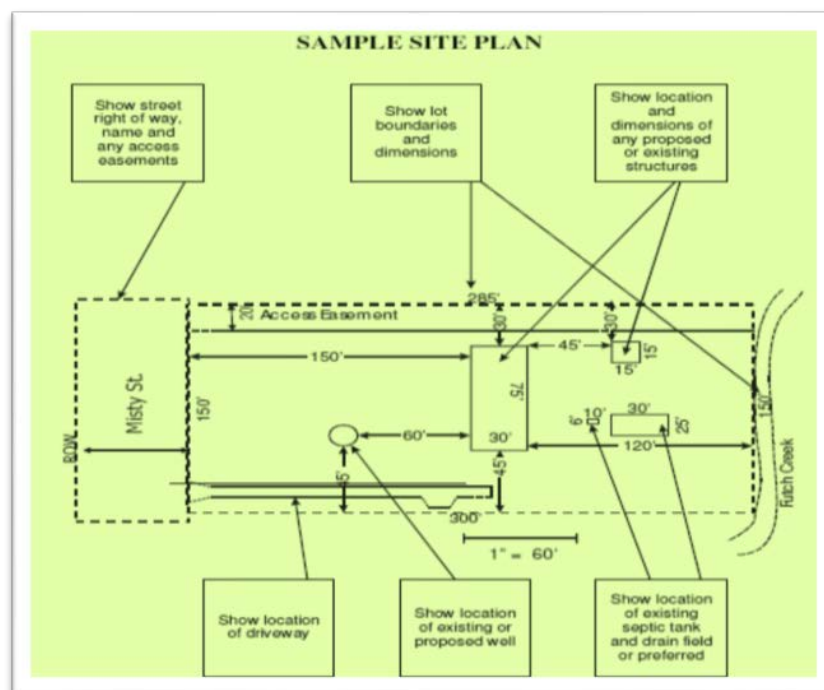 SAMPLE SITE PLAN
Show street
right of way,
name and
any access
easements
Show lot
boundaries
and
dimensions
Show location
and
dimensions of
any proposed
or existing
structures
285'
20'
Access Easement
30'
30'
150'
45'
15'
15'
Misty St.
150'
75'
60'
30'
10'
6'
30'
25'
120'
150'
ROW
45'
45'
300'
Futch Creek
1" = 60'
Show location
of driveway
Show location
of existing or
proposed well
Show location
of existing
septic tank
and drain field
or preferred